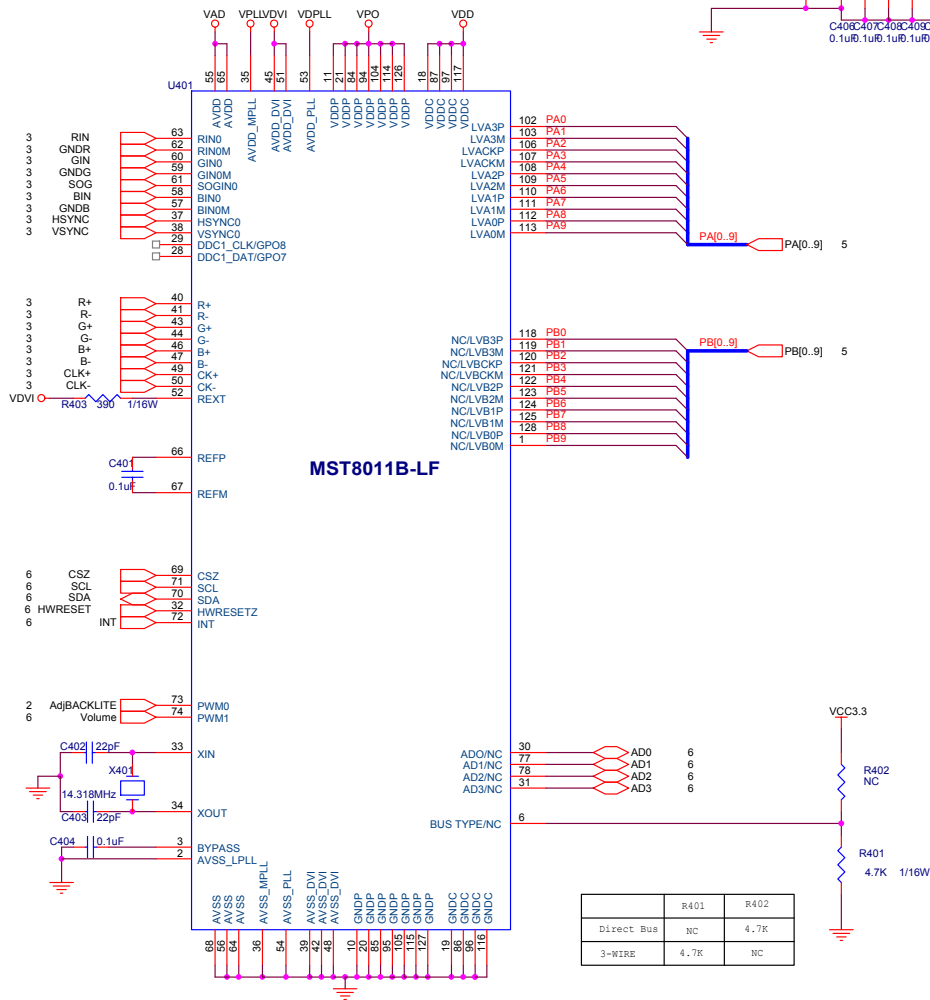 VAD VPLL VDVI VDPLL VPO VDD
C406 C407 C408 C409
0.1uF 0.1uF 0.1uF 0.1uF
55 65 35 45 51 53 11 21 84 94 104 114 126 18 87 97 117
U401
AVDD AVDD AVDD_MPLL AVDD_DVI AVDD_DVI AVDD_PLL VDDP VDDP VDDP VDDP VDDP VDDP VDDP VDDC VDDC VDDC VDDC
3 RIN 63 RIN0
3 GNDR 62 RIN0M
3 GIN 60 GIN0
3 GNDG 59 GIN0M
3 SOG 61 SOGIN0
3 BIN 58 BIN0
3 GNDB 57 BIN0M
3 HSYNC 37 HSYNC0
3 VSYNC 38 VSYNC0
29 DDC1_CLK/GPO8
28 DDC1_DAT/GPO7
LVA3P 102 PA0
LVA3M 103 PA1
LVACKP 106 PA2
LVACKM 107 PA3
LVA2P 108 PA4
LVA2M 109 PA5
LVA1P 110 PA6
LVA1M 111 PA7
LVA0P 112 PA8
LVA0M 113 PA9
PA[0..9] PA[0..9] 5
3 R+ 40 R+
3 R- 41 R-
3 G+ 43 G+
3 G- 44 G-
3 B+ 46 B+
3 B- 47 B-
3 CLK+ 49 CK+
3 CLK- 50 CK-
VDVI R403 390 1/16W 52 REXT
NC/LVB3P 118 PB0
NC/LVB3M 119 PB1
NC/LVBCKP 120 PB2
NC/LVBCKM 121 PB3
NC/LVB2P 122 PB4
NC/LVB2M 123 PB5
NC/LVB1P 124 PB6
NC/LVB1M 125 PB7
NC/LVB0P 128 PB8
NC/LVB0M 1 PB9
PB[0..9] PB[0..9] 5
66 REFP
C401
0.1uF
67 REFM
MST8011B-LF
6 CSZ 69 CSZ
6 SCL 71 SCL
6 SDA 70 SDA
6 HWRESET 32 HWRESETZ
6 INT 72 INT
2 AdjBACKLITE 73 PWM0
6 Volume 74 PWM1
C402 22pF 33 XIN
X401
14.318MHz
C403 22pF 34 XOUT
C404 0.1uF 3 BYPASS
2 AVSS_LPLL
ADO/NC 30 AD0 6
AD1/NC 77 AD1 6
AD2/NC 78 AD2 6
AD3/NC 31 AD3 6
BUS TYPE/NC 6
VCC3.3
R402
NC
R401
4.7K 1/16W
AVSS AVSS AVSS AVSS_MPLL AVSS_PLL AVSS_DVI AVSS_DVI AVSS_DVI GNDP GNDP GNDP GNDP GNDP GNDP GNDP GNDC GNDC GNDC GNDC
68 56 64 36 54 39 42 48 10 20 85 95 105 115 127 19 86 96 116
R401 R402
Direct Bus NC 4.7K
3-WIRE 4.7K NC